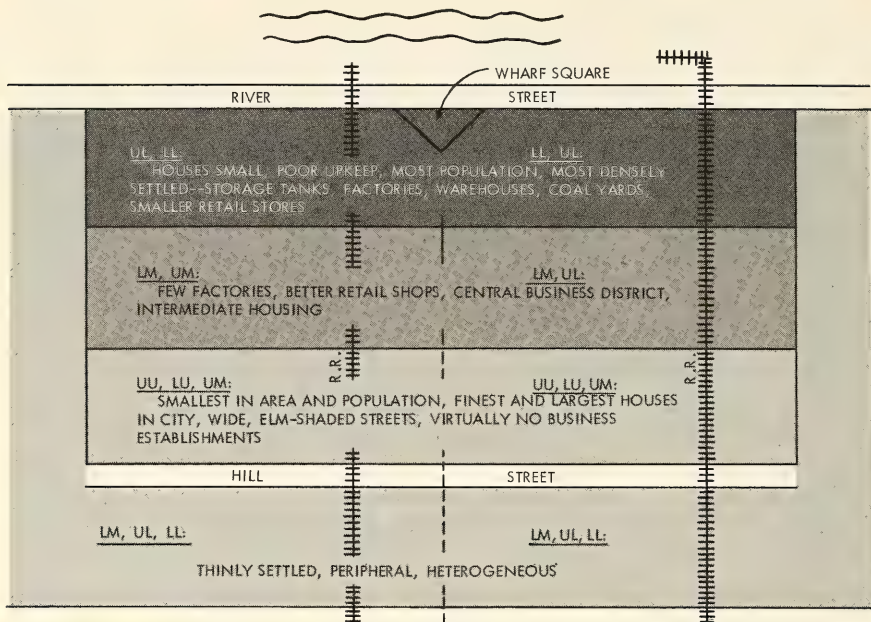 WHARF SQUARE
RIVER STREET
UL, LL: LL, UL:
HOUSES SMALL, POOR UPKEEP, MOST POPULATION, MOST DENSELY
SETTLED--STORAGE TANKS, FACTORIES, WAREHOUSES, COAL YARDS,
SMALLER RETAIL STORES
LM, UM: LM, UL:
FEW FACTORIES, BETTER RETAIL SHOPS, CENTRAL BUSINESS DISTRICT,
INTERMEDIATE HOUSING
R.R. R.R.
UU, LU, UM: UU, LU, UM:
SMALLEST IN AREA AND POPULATION, FINEST AND LARGEST HOUSES
IN CITY, WIDE, ELM-SHADED STREETS, VIRTUALLY NO BUSINESS
ESTABLISHMENTS
HILL STREET
LM, UL, LL: LM, UL, LL:
THINLY SETTLED, PERIPHERAL, HETEROGENEOUS